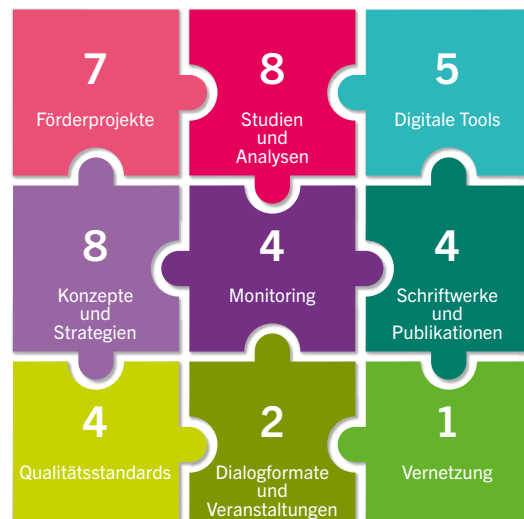 7
Förderprojekte
8
Studien
und
Analysen
5
Digitale Tools
8
Konzepte
und
Strategien
4
Monitoring
4
Schriftwerke
und
Publikationen
4
Qualitätsstandards
2
Dialogformate
und
Veranstaltungen
1
Vernetzung